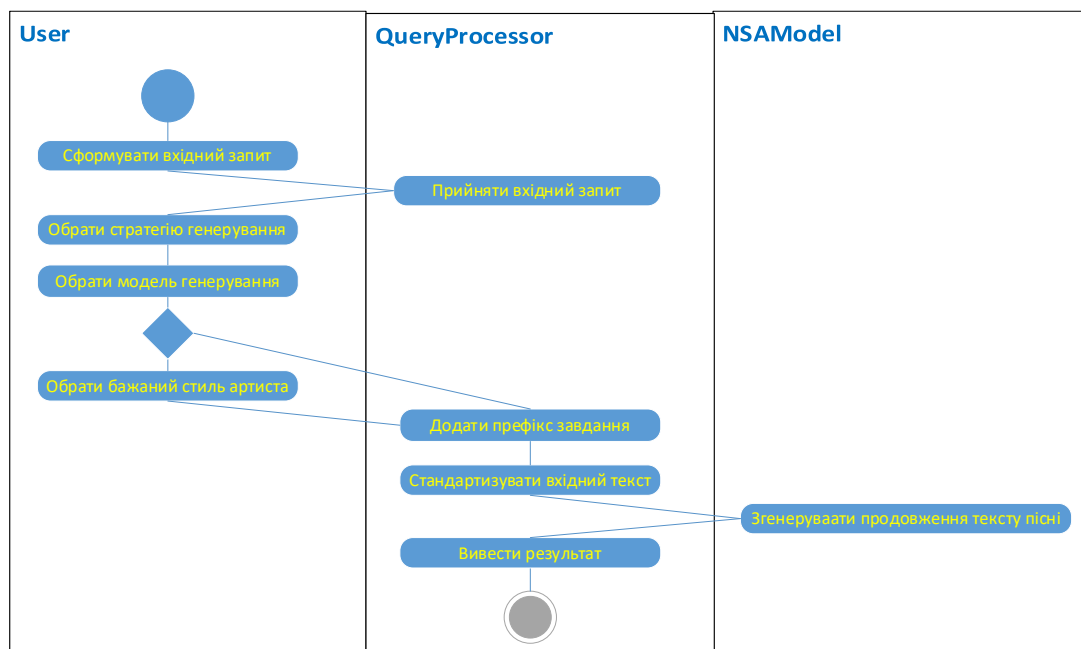 User
QueryProcessor
NSAModel
Сформувати вхідний запит
Прийняти вхідний запит
Обрати стратегію генерування
Обрати модель генерування
Обрати бажаний стиль артиста
Додати префікс завдання
Стандартизувати вхідний текст
Згенеруваати продовження тексту пісні
Вивести результат